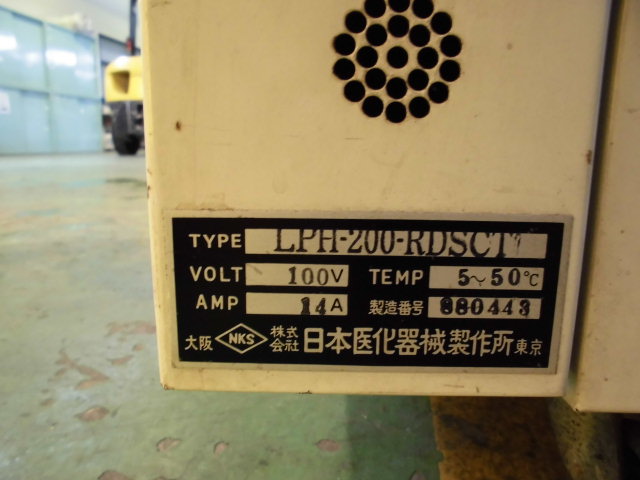 TYPE LPH-200-RDSCT
VOLT 100V TEMP 5~50℃
AMP 14A 製造番号 880443
大阪 NKS 株式会社 日本医化器械製作所 東京